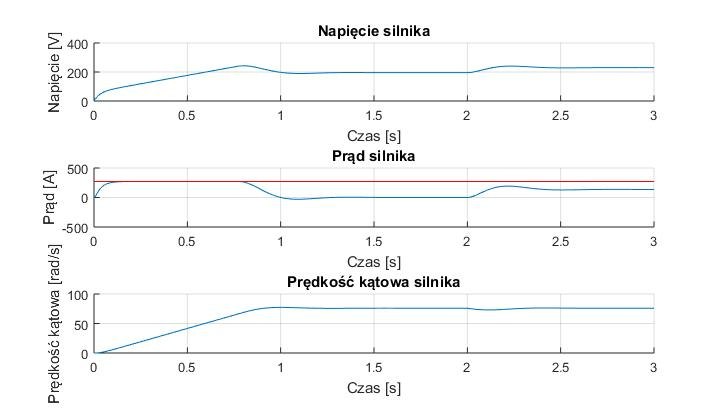 Napięcie silnika
Napięcie [V]
400
200
0
0 0.5 1 1.5 2 2.5 3
Czas [s]
Prąd silnika
Prąd [A]
500
0
-500
0 0.5 1 1.5 2 2.5 3
Czas [s]
Prędkość kątowa silnika
Prędkość kątowa [rad/s]
100
50
0
0 0.5 1 1.5 2 2.5 3
Czas [s]